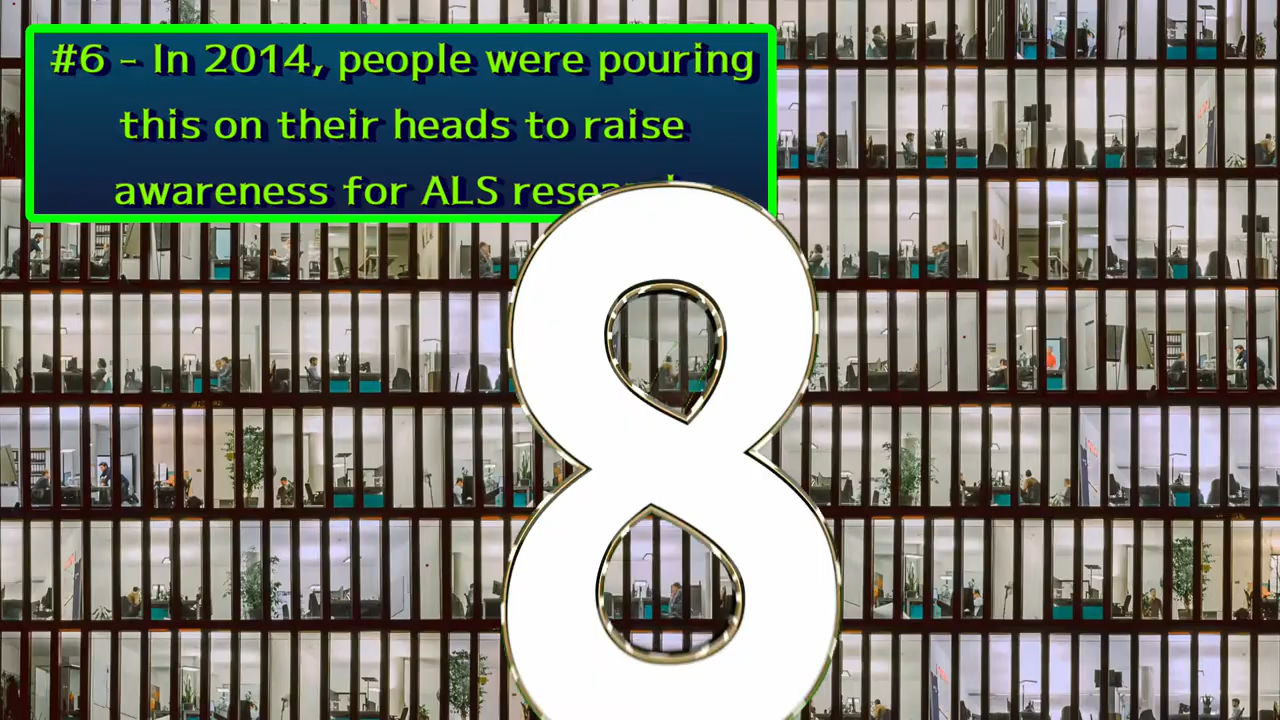 #6 - In 2014, people were pouring
this on their heads to raise
awareness for ALS
8